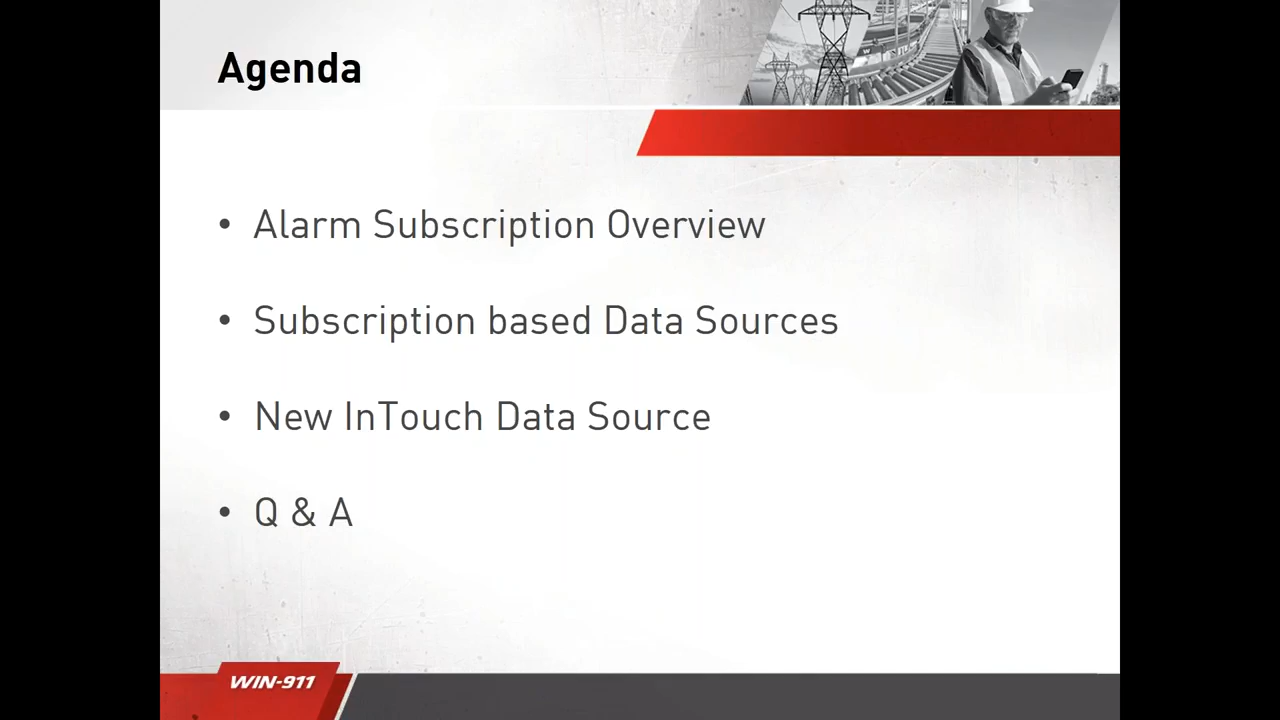 Agenda
• Alarm Subscription Overview
• Subscription based Data Sources
• New InTouch Data Source
• Q & A
WIN-911